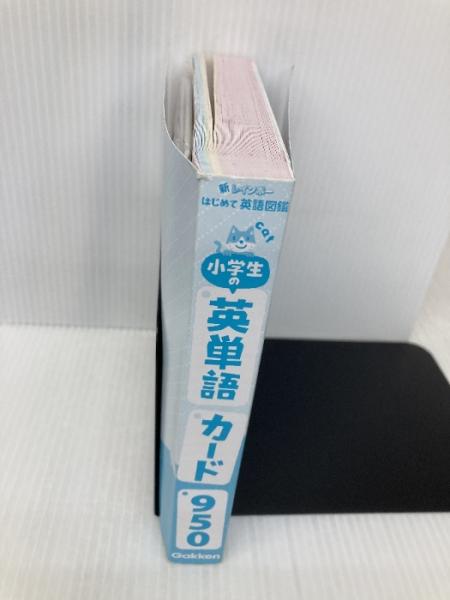 新レインボー
はじめて英語図鑑
cat
小学生の
英単語
カード
950
Gakken